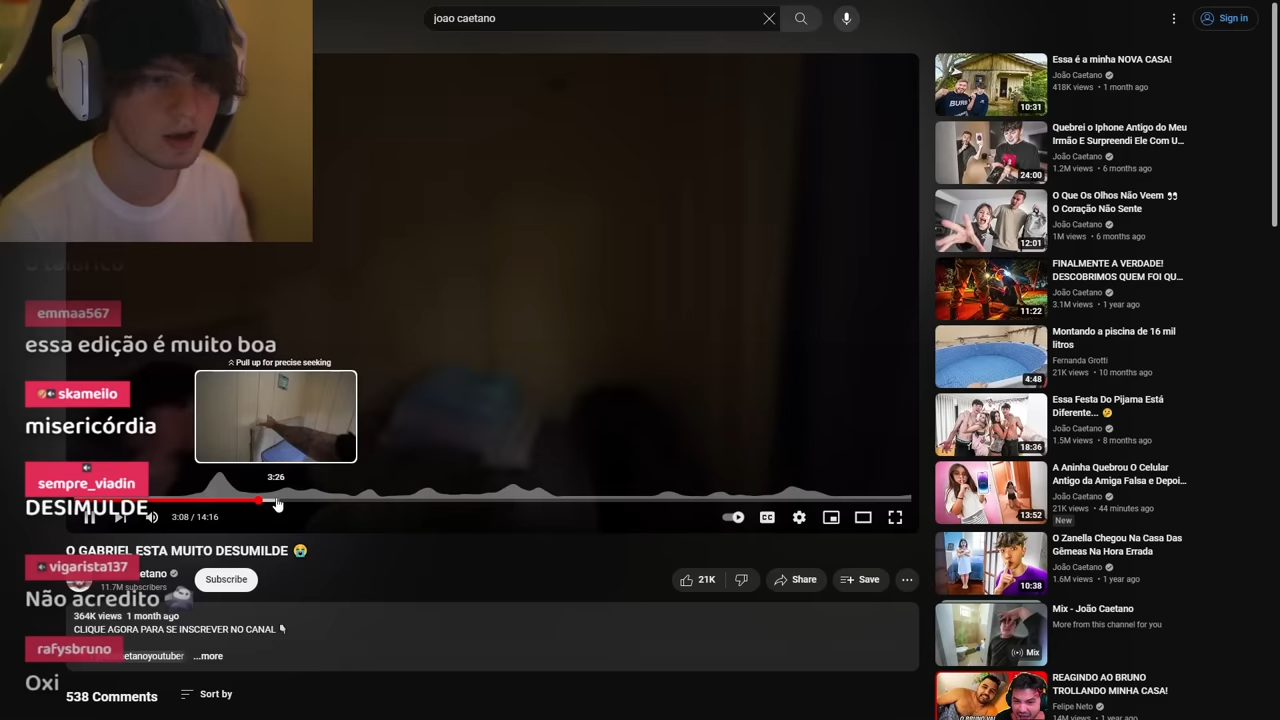 joao caetano
Sign in
emmaa567
essa edição é muito boa
skameilo
misericórdia
sempre_viadin
DESIMULDE
vigarista137
Não acredito
rafysbruno
Oxi
Pull up for precise seeking
3:26
3:08 / 14:16
O GABRIEL ESTA MUITO DESUMILDE 😭
etano
11.7M subscribers
Subscribe
21K
Share
Save
364K views 1 month ago
CLIQUE AGORA PARA SE INSCREVER NO CANAL 👇
etanoyoutuber ...more
538 Comments
Sort by
Essa é a minha NOVA CASA!
João Caetano
418K views • 1 month ago
10:31
Quebrei o Iphone Antigo do Meu
Irmão E Surpreendi Ele Com U...
João Caetano
1.2M views • 6 months ago
24:00
O Que Os Olhos Não Veem 👀
O Coração Não Sente
João Caetano
1M views • 6 months ago
12:01
FINALMENTE A VERDADE!
DESCOBRIMOS QUEM FOI QU...
João Caetano
3.1M views • 1 year ago
11:22
Montando a piscina de 16 mil
litros
Fernanda Grotti
21K views • 10 months ago
4:48
Essa Festa Do Pijama Está
Diferente... 🫢
João Caetano
1.5M views • 8 months ago
18:36
A Aninha Quebrou O Celular
Antigo da Amiga Falsa e Depoi...
João Caetano
21K views • 44 minutes ago
New
13:52
O Zanella Chegou Na Casa Das
Gêmeas Na Hora Errada
João Caetano
1.6M views • 1 year ago
10:38
Mix - João Caetano
More from this channel for you
Mix
REAGINDO AO BRUNO
TROLLANDO MINHA CASA!
Felipe Neto
14M views • 1 year ago